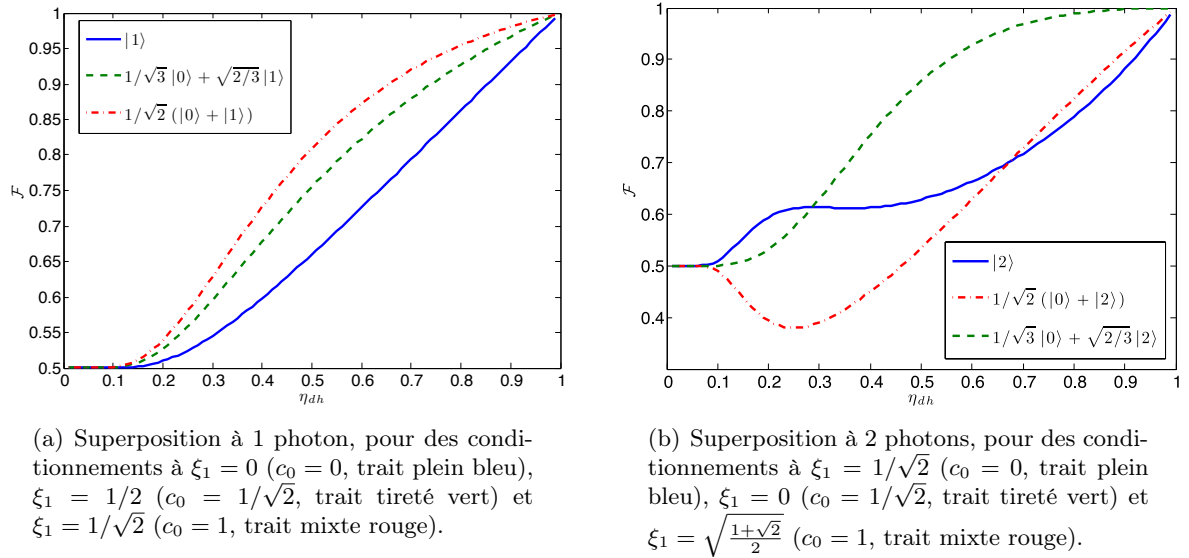 1
0.95
0.9
0.85
0.8
0.75
0.7
0.65
0.6
0.55
0.5
ℱ
|1⟩
1/√3 |0⟩ + √2/3 |1⟩
1/√2 (|0⟩ + |1⟩)
0 0.1 0.2 0.3 0.4 0.5 0.6 0.7 0.8 0.9 1
η_dh
(a) Superposition à 1 photon, pour des condi-
tionnements à ξ₁ = 0 (c₀ = 0, trait plein bleu),
ξ₁ = 1/2 (c₀ = 1/√2, trait tireté vert) et
ξ₁ = 1/√2 (c₀ = 1, trait mixte rouge).
1
0.9
0.8
0.7
0.6
0.5
0.4
ℱ
|2⟩
1/√2 (|0⟩ + |2⟩)
1/√3 |0⟩ + √2/3 |2⟩
0 0.1 0.2 0.3 0.4 0.5 0.6 0.7 0.8 0.9 1
η_dh
(b) Superposition à 2 photons, pour des condi-
tionnements à ξ₁ = 1/√2 (c₀ = 0, trait plein
bleu), ξ₁ = 0 (c₀ = 1/√2, trait tireté vert) et
ξ₁ = √((1+√2)/2) (c₀ = 1, trait mixte rouge).